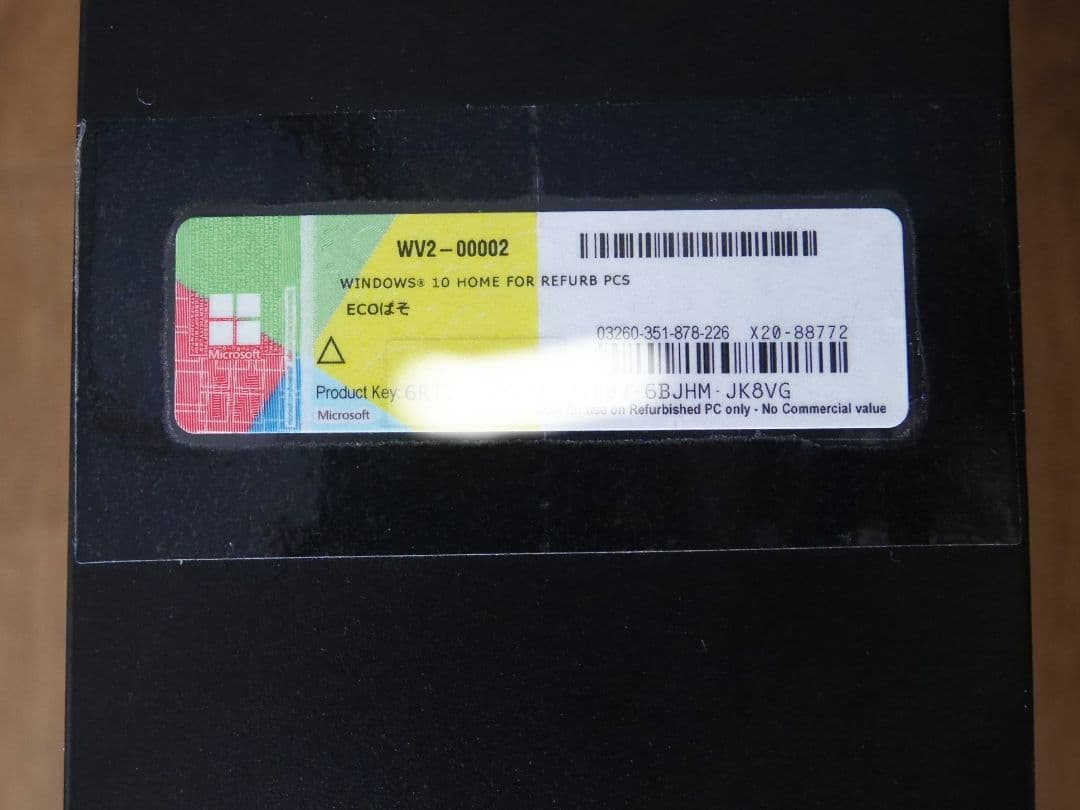 WV2-00002
WINDOWS® 10 HOME FOR REFURB PCS
ECOぱそ
03260-351-878-226 X20-88772
Microsoft
Product Key: 6BJHM-JK8VG
Microsoft use on Refurbished PC only - No Commercial value